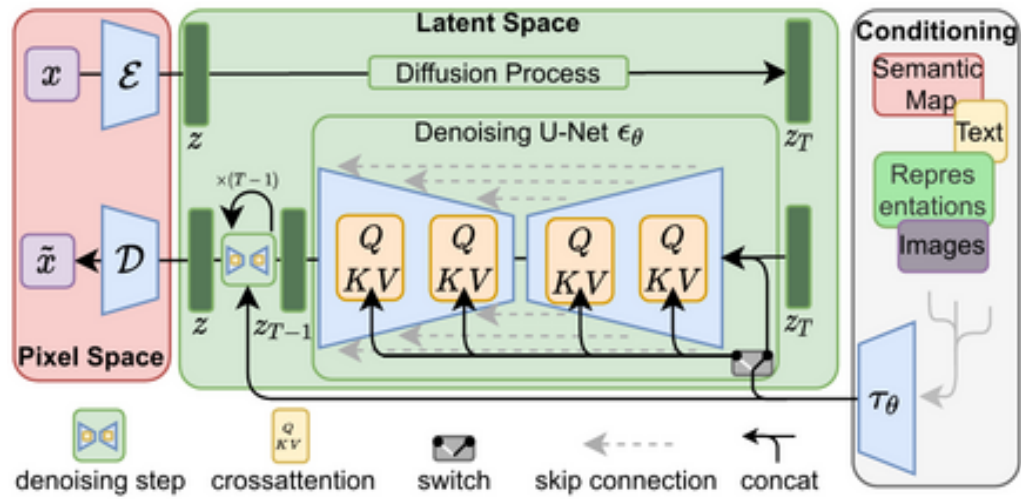 Latent Space
Conditioning
x
ℰ
z
Diffusion Process
z_T
Semantic
Map
Text
Repres
entations
Images
Denoising U-Net ϵ_θ
×(T−1)
x̃
𝒟
z
z_{T−1}
Q
KV
Q
KV
Q
KV
Q
KV
z_T
Pixel Space
τ_θ
Q
KV
denoising step
crossattention
switch
skip connection
concat